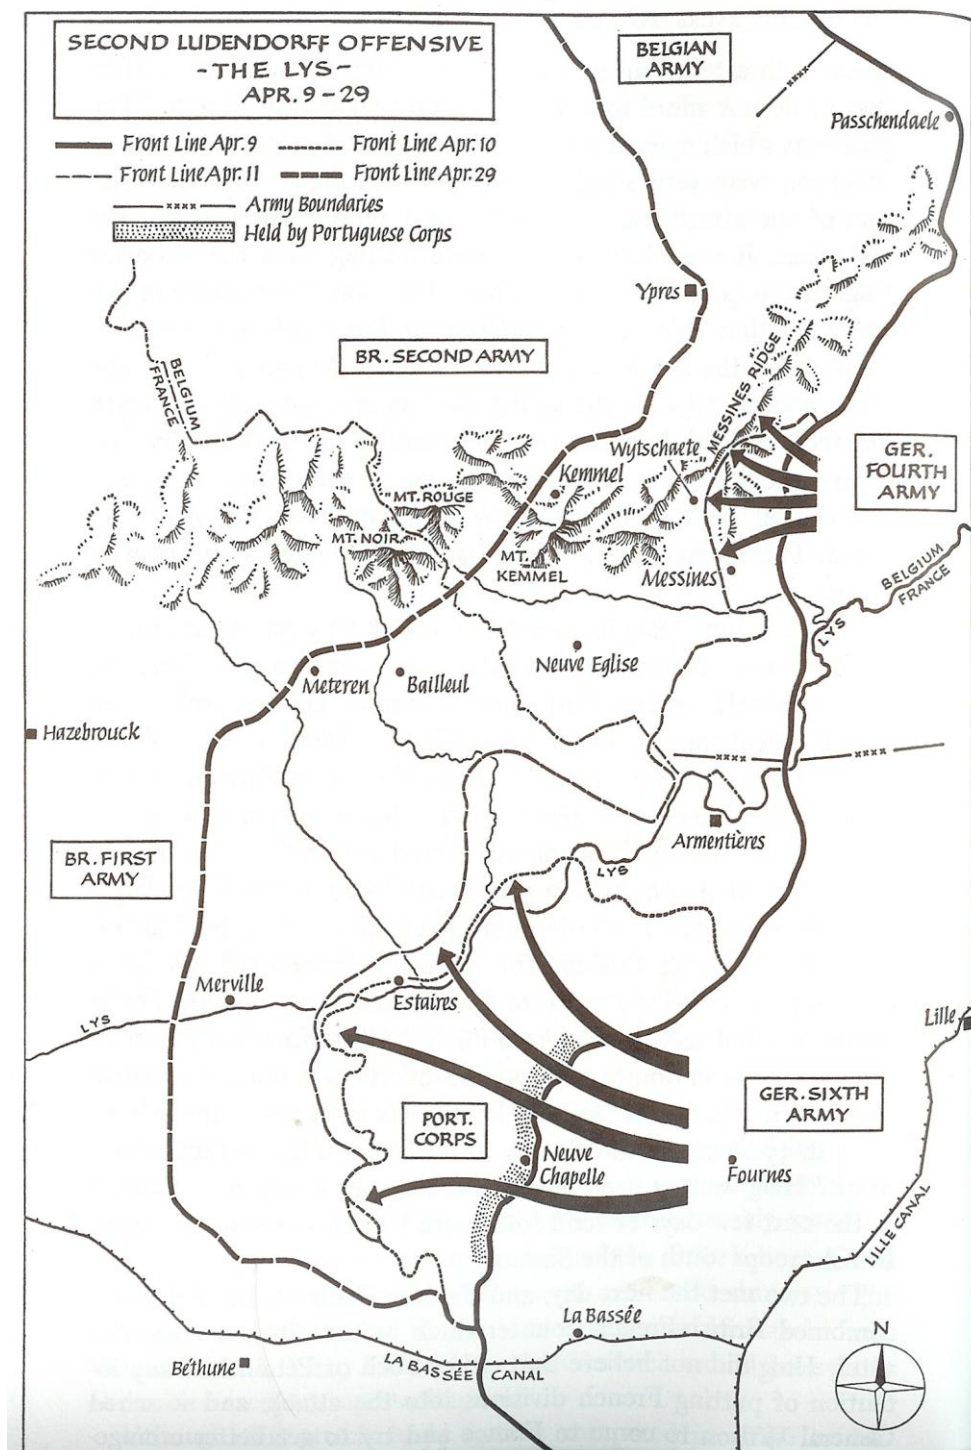 SECOND LUDENDORFF OFFENSIVE
- THE LYS -
APR. 9 – 29
Front Line Apr. 9
Front Line Apr. 10
Front Line Apr. 11
Front Line Apr. 29
Army Boundaries
Held by Portuguese Corps
BELGIAN
ARMY
Passchendaele
Ypres
BR. SECOND ARMY
BELGIUM
FRANCE
MESSINES RIDGE
Wytschaete
GER.
FOURTH
ARMY
Kemmel
MT. ROUGE
MT. NOIR
MT.
KEMMEL
Messines
BELGIUM
FRANCE
LYS
Neuve Eglise
Meteren
Bailleul
Hazebrouck
Armentières
BR. FIRST
ARMY
LYS
Merville
Estaires
LYS
Lille
PORT.
CORPS
GER. SIXTH
ARMY
Neuve
Chapelle
Fournes
LILLE CANAL
La Bassée
N
Béthune
LA BASSÉE CANAL